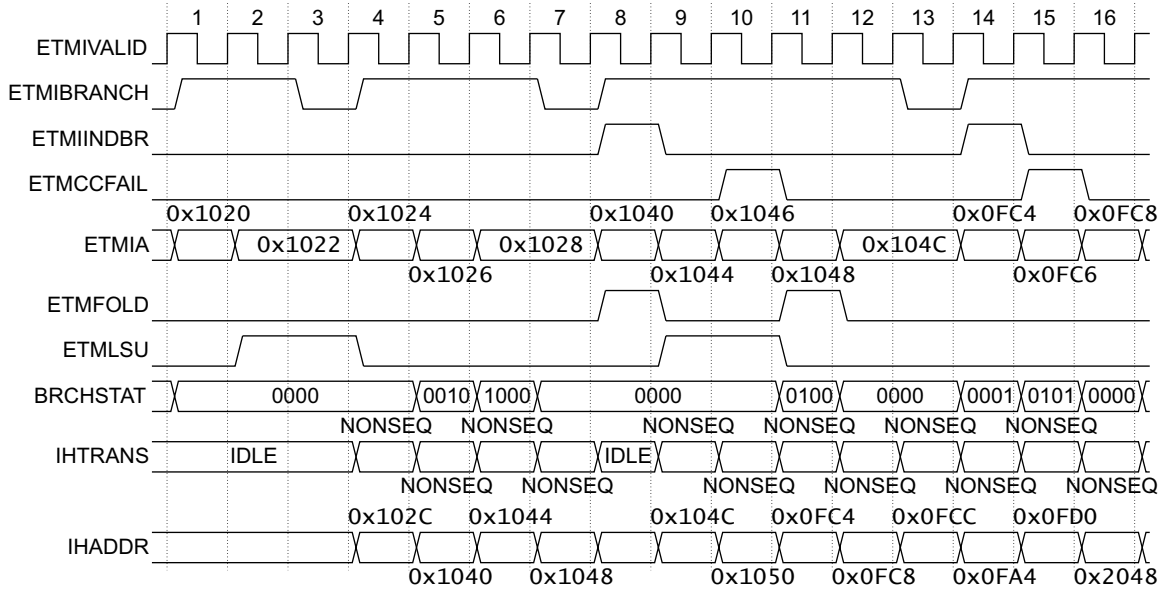 1 2 3 4 5 6 7 8 9 10 11 12 13 14 15 16
ETMIVALID
ETMIBRANCH
ETMIINDBR
ETMCCFAIL
0x1020 0x1024 0x1040 0x1046 0x0FC4 0x0FC8
ETMIA 0x1022 0x1028 0x104C
0x1026 0x1044 0x1048 0x0FC6
ETMFOLD
ETMLSU
BRCHSTAT 0000 0010 1000 0000 0100 0000 0001 0101 0000
NONSEQ NONSEQ NONSEQ NONSEQ NONSEQ NONSEQ
IHTRANS IDLE IDLE
NONSEQ NONSEQ NONSEQ NONSEQ NONSEQ NONSEQ
0x102C 0x1044 0x104C 0x0FC4 0x0FCC 0x0FD0
IHADDR
0x1040 0x1048 0x1050 0x0FC8 0x0FA4 0x2048